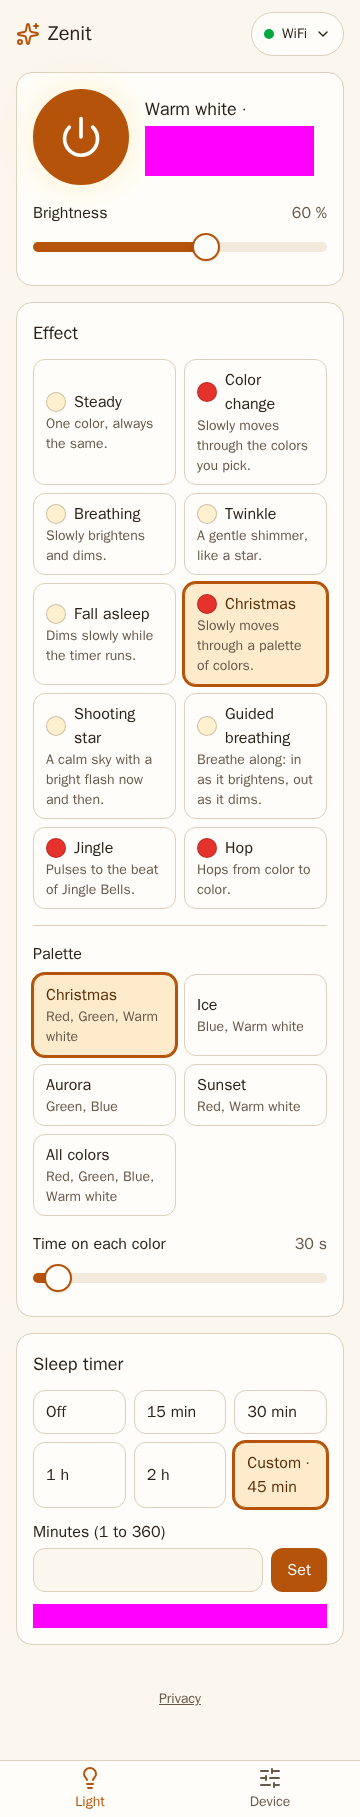 Zenit
WiFi
Warm white ·
Brightness
60 %
Effect
Steady
One color, always
the same.
Color
change
Slowly moves
through the colors
you pick.
Breathing
Slowly brightens
and dims.
Twinkle
A gentle shimmer,
like a star.
Fall asleep
Dims slowly while
the timer runs.
Christmas
Slowly moves
through a palette
of colors.
Shooting
star
A calm sky with a
bright flash now
and then.
Guided
breathing
Breathe along: in
as it brightens, out
as it dims.
Jingle
Pulses to the beat
of Jingle Bells.
Hop
Hops from color to
color.
Palette
Christmas
Red, Green, Warm
white
Ice
Blue, Warm white
Aurora
Green, Blue
Sunset
Red, Warm white
All colors
Red, Green, Blue,
Warm white
Time on each color
30 s
Sleep timer
Off
15 min
30 min
1 h
2 h
Custom ·
45 min
Minutes (1 to 360)
Set
Privacy
Light
Device